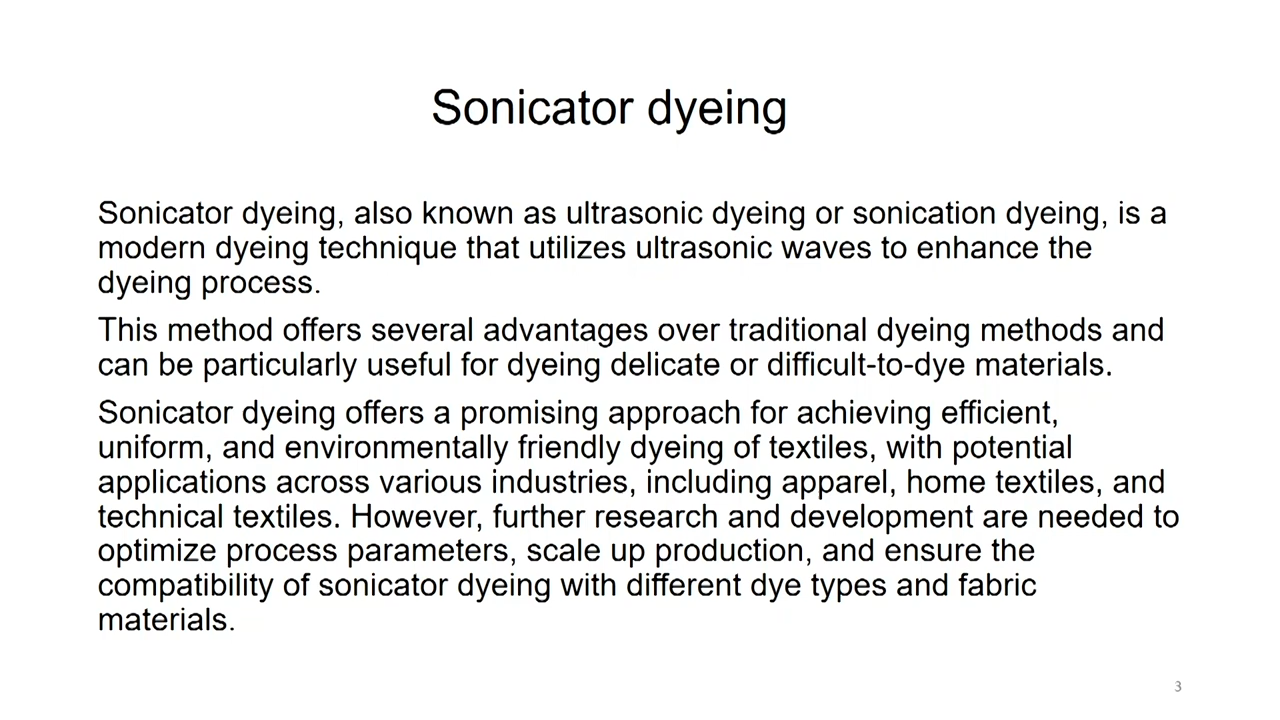 Sonicator dyeing
Sonicator dyeing, also known as ultrasonic dyeing or sonication dyeing, is a
modern dyeing technique that utilizes ultrasonic waves to enhance the
dyeing process.
This method offers several advantages over traditional dyeing methods and
can be particularly useful for dyeing delicate or difficult-to-dye materials.
Sonicator dyeing offers a promising approach for achieving efficient,
uniform, and environmentally friendly dyeing of textiles, with potential
applications across various industries, including apparel, home textiles, and
technical textiles. However, further research and development are needed to
optimize process parameters, scale up production, and ensure the
compatibility of sonicator dyeing with different dye types and fabric
materials.
3